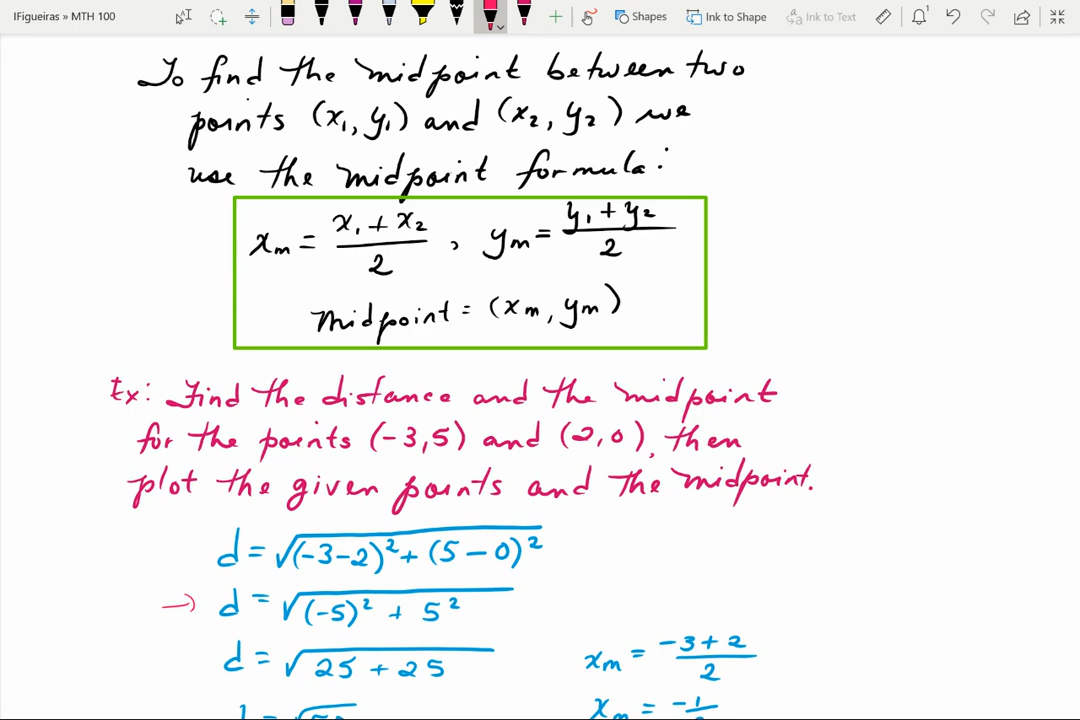 IFigueiras » MTH 100
Shapes
Ink to Shape
Ink to Text
To find the midpoint between two
points (x₁, y₁) and (x₂, y₂) we
use the midpoint formula:
xₘ = (x₁ + x₂)/2 , yₘ = (y₁ + y₂)/2
midpoint = (xₘ, yₘ)
Ex: Find the distance and the midpoint
for the points (-3,5) and (2,0), then
plot the given points and the midpoint.
d = √((-3-2)² + (5-0)²)
→ d = √((-5)² + 5²)
d = √(25 + 25)
xₘ = (-3+2)/2
xₘ = -1/